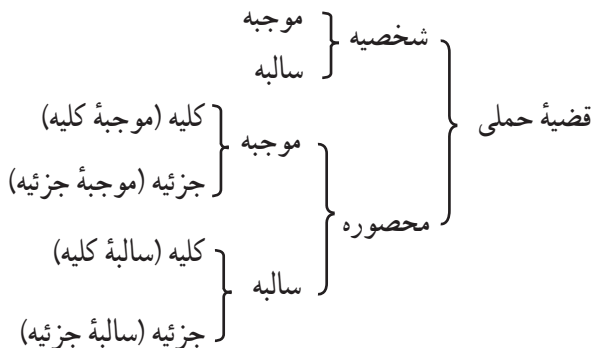 قضیهٔ حملی
شخصیه
موجبه
سالبه
محصوره
موجبه
کلیه (موجبهٔ کلیه)
جزئیه (موجبهٔ جزئیه)
سالبه
کلیه (سالبهٔ کلیه)
جزئیه (سالبهٔ جزئیه)